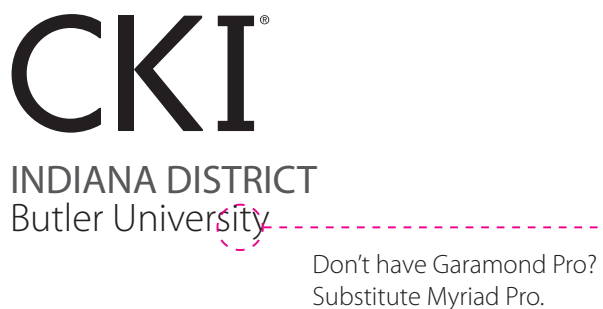 CKI®
INDIANA DISTRICT
Butler University
Don’t have Garamond Pro?
Substitute Myriad Pro.